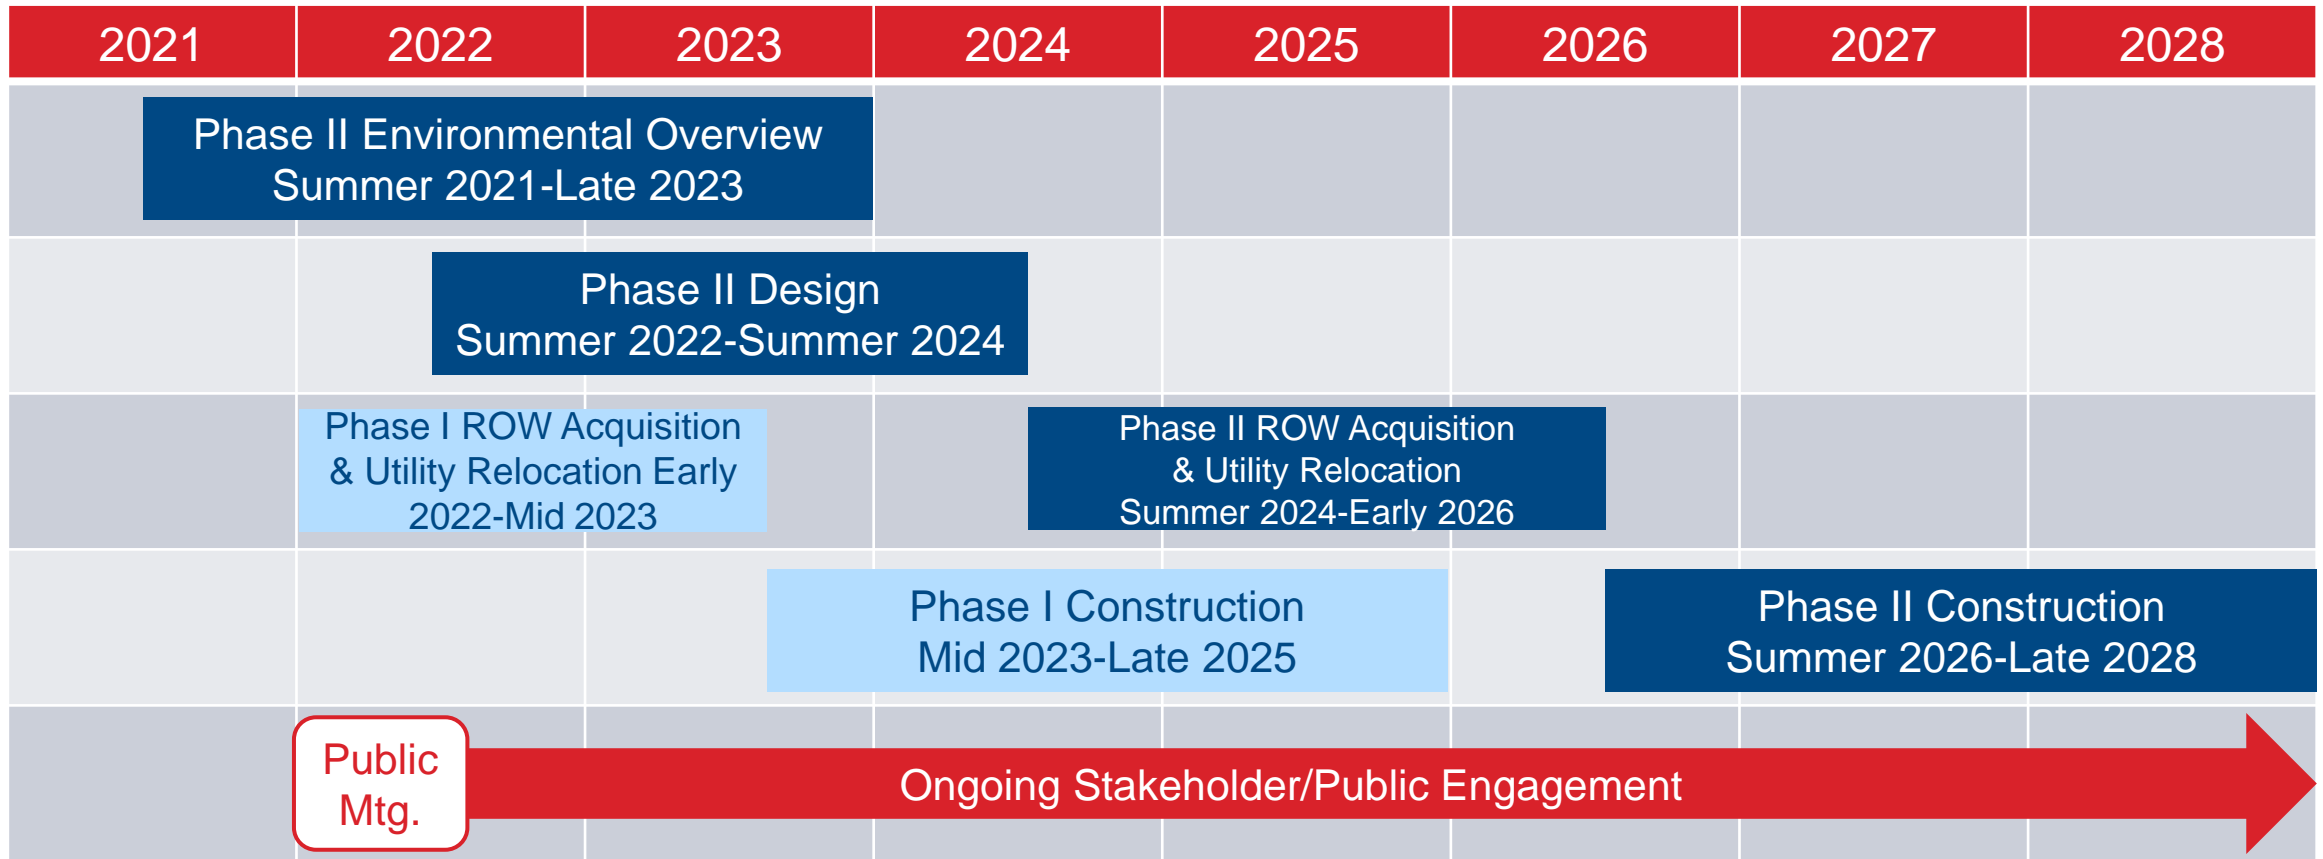 2021
2022
2023
2024
2025
2026
2027
2028
Phase II Environmental Overview
Summer 2021-Late 2023
Phase II Design
Summer 2022-Summer 2024
Phase I ROW Acquisition
& Utility Relocation Early
2022-Mid 2023
Phase II ROW Acquisition
& Utility Relocation
Summer 2024-Early 2026
Phase I Construction
Mid 2023-Late 2025
Phase II Construction
Summer 2026-Late 2028
Public
Mtg.
Ongoing Stakeholder/Public Engagement